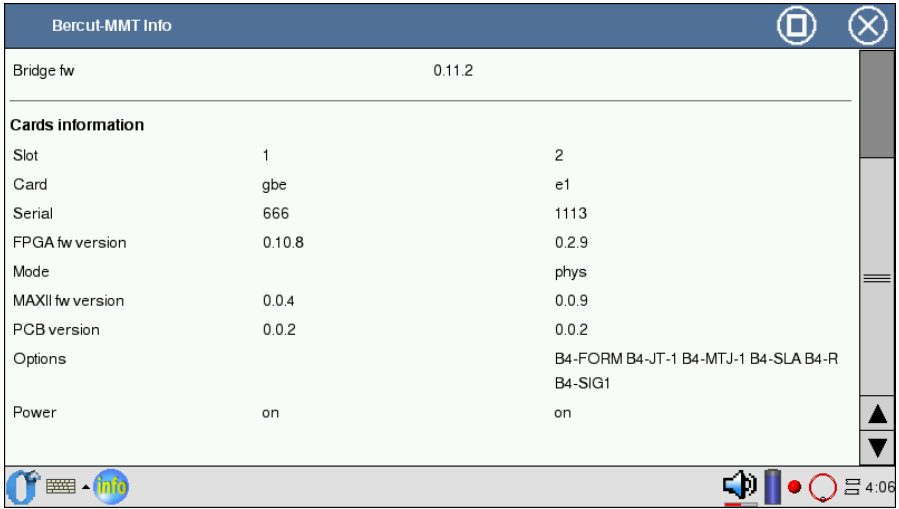 Bercut-MMT Info
Bridge fw 0.11.2
Cards information
Slot 1 2
Card gbe e1
Serial 666 1113
FPGA fw version 0.10.8 0.2.9
Mode phys
MAXII fw version 0.0.4 0.0.9
PCB version 0.0.2 0.0.2
Options B4-FORM B4-JT-1 B4-MTJ-1 B4-SLA B4-R
B4-SIG1
Power on on
info 4:06